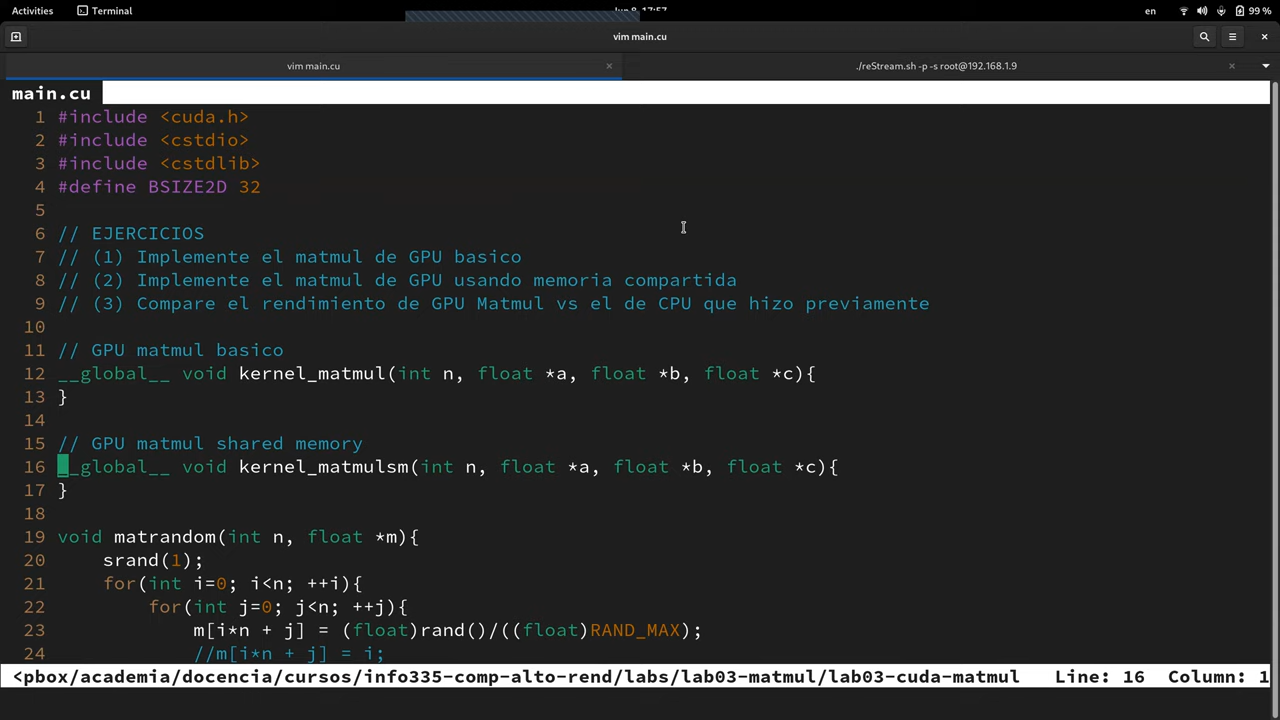 Activities Terminal en 99 %
vim main.cu
vim main.cu ./reStream.sh -p -s root@192.168.1.9
main.cu
1 #include <cuda.h>
2 #include <cstdio>
3 #include <cstdlib>
4 #define BSIZE2D 32
5
6 // EJERCICIOS
7 // (1) Implemente el matmul de GPU basico
8 // (2) Implemente el matmul de GPU usando memoria compartida
9 // (3) Compare el rendimiento de GPU Matmul vs el de CPU que hizo previamente
10
11 // GPU matmul basico
12 __global__ void kernel_matmul(int n, float *a, float *b, float *c){
13 }
14
15 // GPU matmul shared memory
16 __global__ void kernel_matmulsm(int n, float *a, float *b, float *c){
17 }
18
19 void matrandom(int n, float *m){
20     srand(1);
21     for(int i=0; i<n; ++i){
22         for(int j=0; j<n; ++j){
23             m[i*n + j] = (float)rand()/((float)RAND_MAX);
24             //m[i*n + j] = i;
<pbox/academia/docencia/cursos/info335-comp-alto-rend/labs/lab03-matmul/lab03-cuda-matmul Line: 16 Column: 1